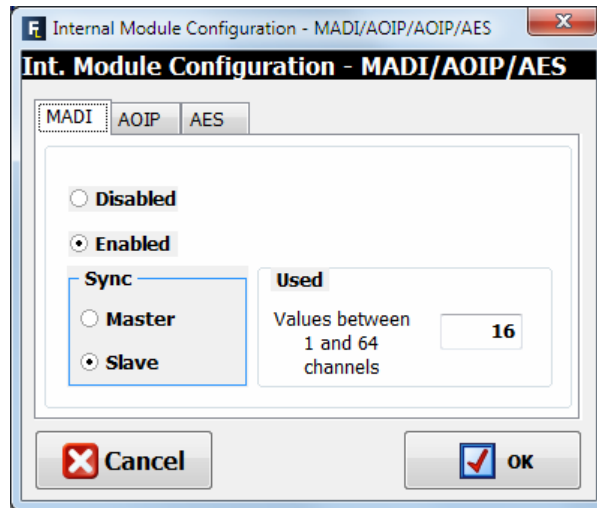 Internal Module Configuration - MADI/AOIP/AOIP/AES
Int. Module Configuration - MADI/AOIP/AES
MADI AOIP AES
Disabled
Enabled
Sync
Master
Slave
Used
Values between
1 and 64
channels
16
Cancel
OK